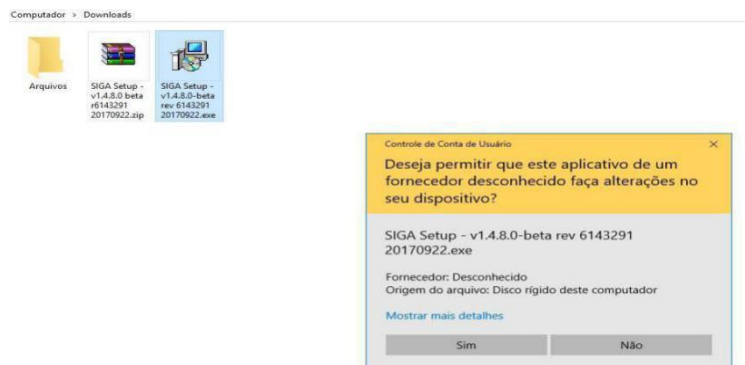 Computador > Downloads
Arquivos
SIGA Setup -
v1.4.8.0 beta
r6143291
20170922.zip
SIGA Setup -
v1.4.8.0-beta
rev 6143291
20170922.exe
Controle de Conta de Usuário
Deseja permitir que este aplicativo de um
fornecedor desconhecido faça alterações no
seu dispositivo?
SIGA Setup - v1.4.8.0-beta rev 6143291
20170922.exe
Fornecedor: Desconhecido
Origem do arquivo: Disco rígido deste computador
Mostrar mais detalhes
Sim
Não